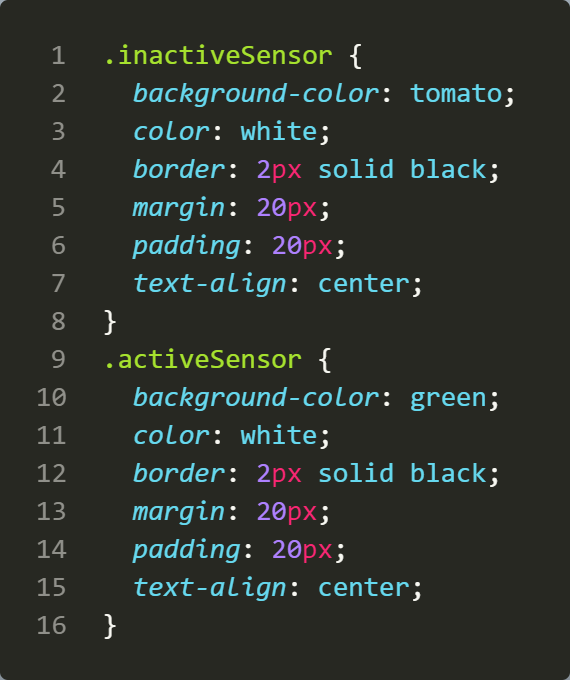 1 .inactiveSensor {
2   background-color: tomato;
3   color: white;
4   border: 2px solid black;
5   margin: 20px;
6   padding: 20px;
7   text-align: center;
8 }
9 .activeSensor {
10   background-color: green;
11   color: white;
12   border: 2px solid black;
13   margin: 20px;
14   padding: 20px;
15   text-align: center;
16 }